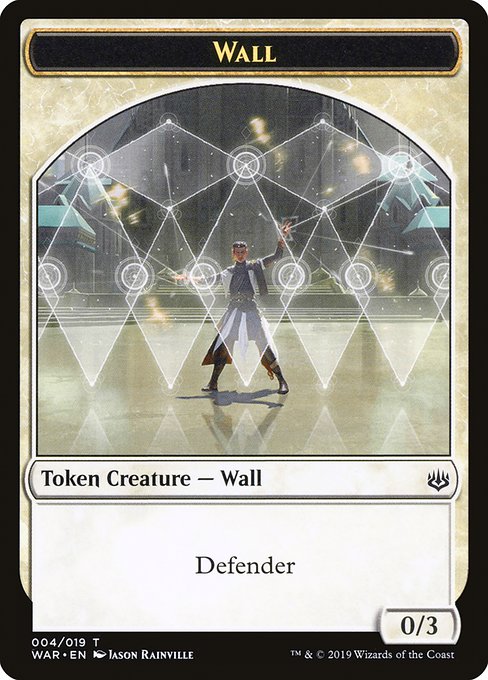 Wall
Token Creature — Wall
Defender
0/3
004/019 T
WAR • EN Jason Rainville
™ & © 2019 Wizards of the Coast